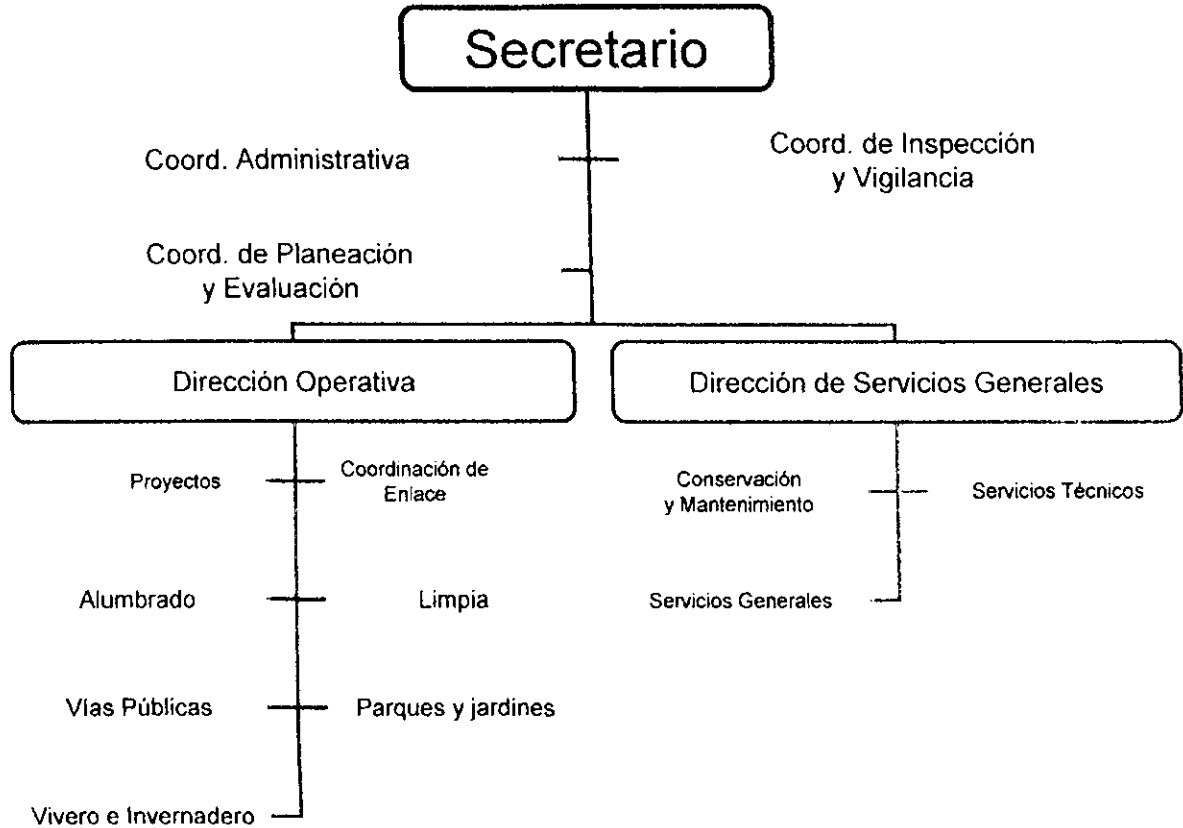 Secretario
Coord. Administrativa
Coord. de Inspección
y Vigilancia
Coord. de Planeación
y Evaluación
Dirección Operativa
Dirección de Servicios Generales
Proyectos
Coordinación de
Enlace
Conservación
y Mantenimiento
Servicios Técnicos
Alumbrado
Limpia
Servicios Generales
Vías Públicas
Parques y jardines
Vivero e Invernadero